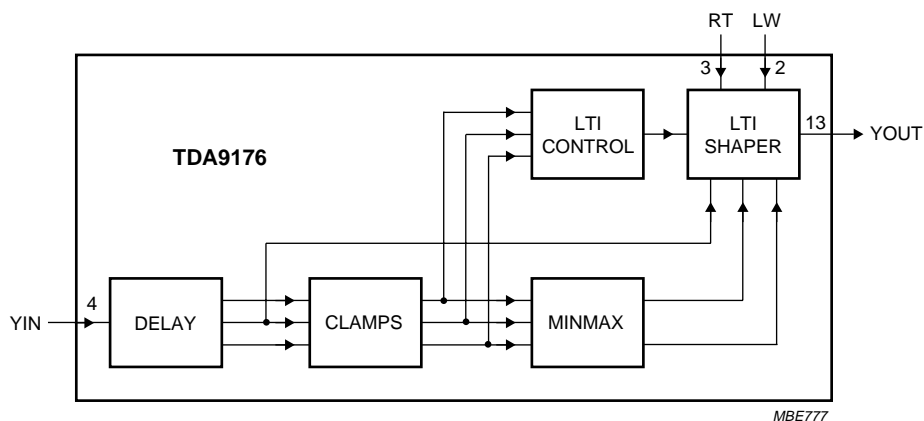 RT LW
3 2
LTI
CONTROL
LTI
SHAPER
13 YOUT
TDA9176
YIN 4
DELAY
CLAMPS
MINMAX
MBE777